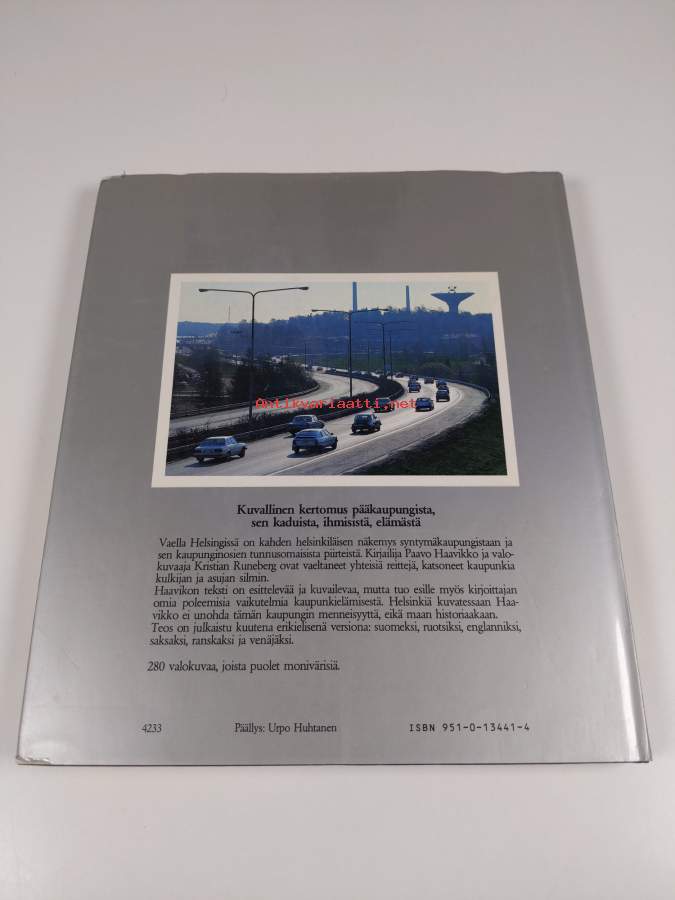 Antikvariaatti.net
Kuvallinen kertomus pääkaupungista,
sen kaduista, ihmisistä, elämästä
Vaella Helsingissä on kahden helsinkiläisen näkemys syntymäkaupungistaan ja
sen kaupunginosien tunnusomaisista piirteistä. Kirjailija Paavo Haavikko ja valo-
kuvaaja Kristian Runeberg ovat vaeltaneet yhteisiä reittejä, katsoneet kaupunkia
kulkijan ja asujan silmin.
Haavikon teksti on esittelevää ja kuvailevaa, mutta tuo esille myös kirjoittajan
omia poleemisia vaikutelmia kaupunkielämisestä. Helsinkiä kuvatessaan Haa-
vikko ei unohda tämän kaupungin menneisyyttä, eikä maan historiaakaan.
Teos on julkaistu kuutena erikielisenä versiona: suomeksi, ruotsiksi, englanniksi,
saksaksi, ranskaksi ja venäjäksi.
280 valokuvaa, joista puolet monivärisiä.
4233 Päällys: Urpo Huhtanen ISBN 951-0-13441-4